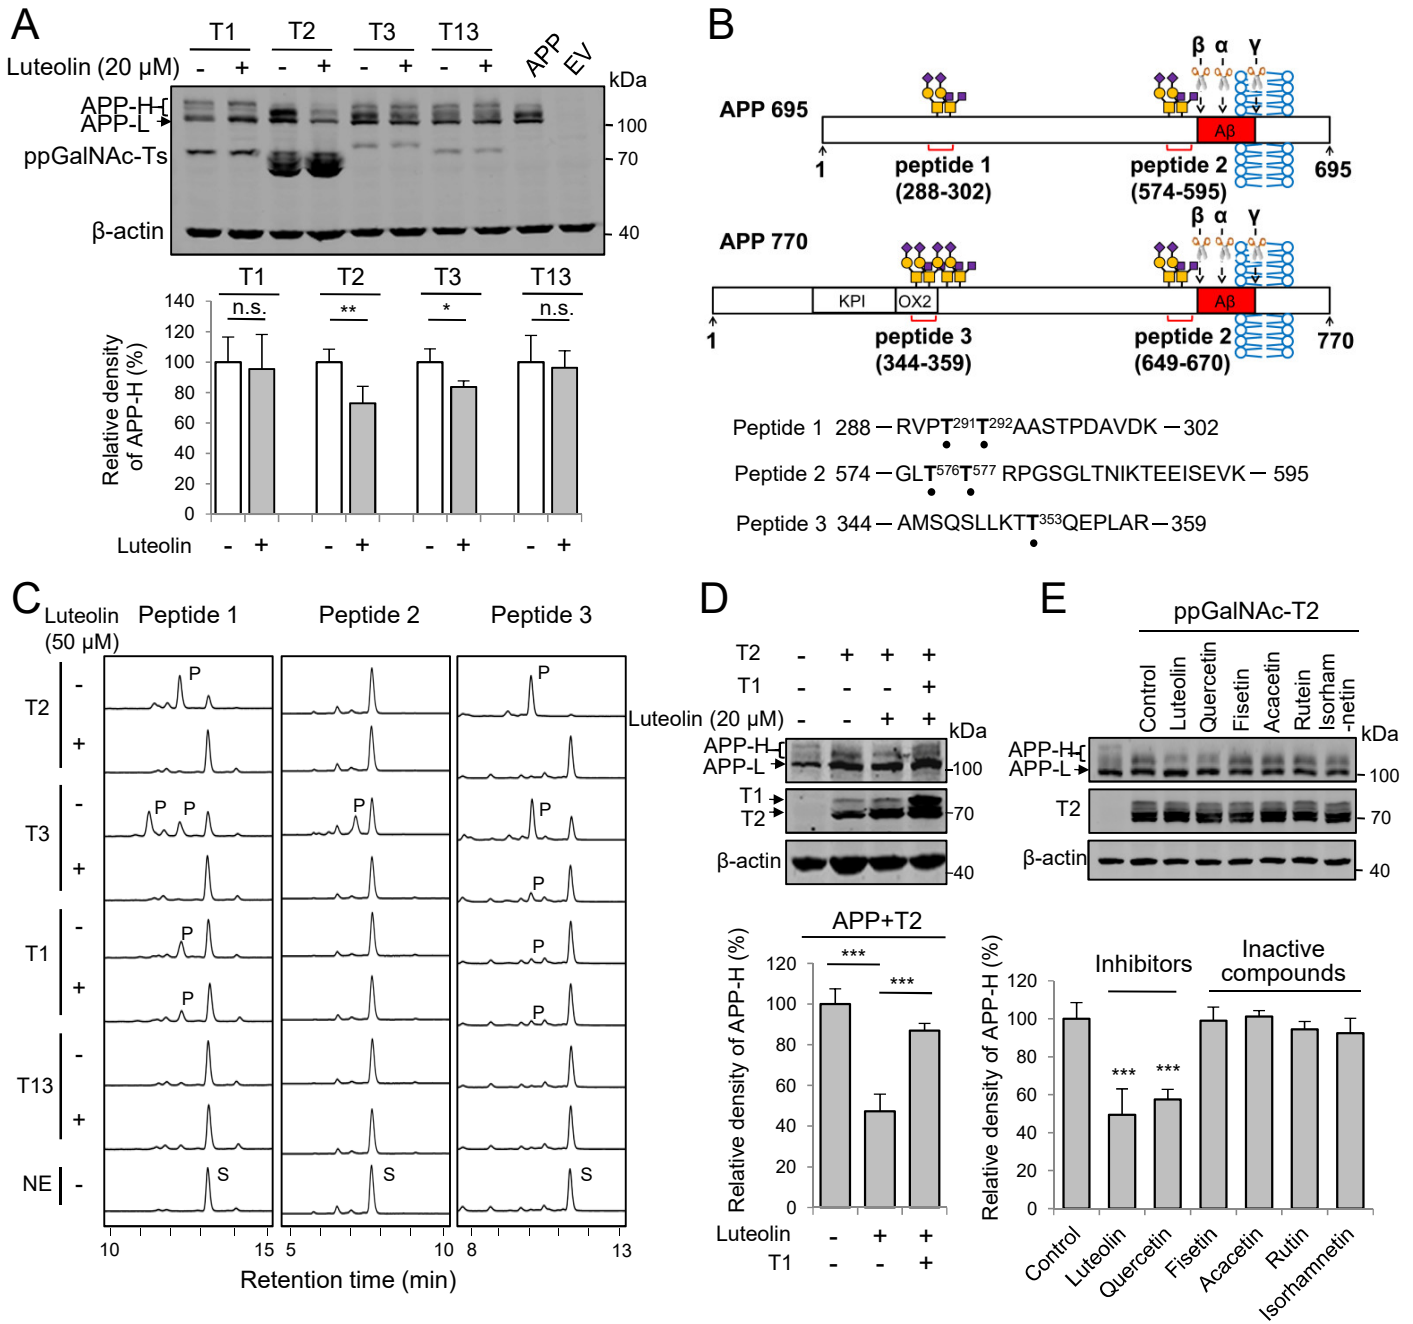 A
T1 T2 T3 T13 APP EV
Luteolin (20 μM) - + - + - + - +
kDa
APP-H
APP-L
100
ppGalNAc-Ts
70
β-actin
40
T1 T2 T3 T13
n.s. ** * n.s.
Relative density of APP-H (%)
140
120
100
80
60
40
20
0
Luteolin - + - + - + - +
B
β α γ
APP 695
Aβ
1 peptide 1 peptide 2 695
(288-302) (574-595)
β α γ
APP 770
KPI OX2 Aβ
1 peptide 3 peptide 2 770
(344-359) (649-670)
Peptide 1 288 — RVPT291T292AASTPDAVDK — 302
Peptide 2 574 — GLT576T577 RPGSGLTNIKTEEISEVK — 595
Peptide 3 344 — AMSQSLLKTT353QEPLAR — 359
C
Luteolin (50 μM)
Peptide 1 Peptide 2 Peptide 3
T2 - P P
+
T3 - P P P P
+ P
T1 - P P
+ P P
T13 -
+
NE - S S S
10 15 5 10 8 13
Retention time (min)
D
T2 - + + +
T1 - - - +
Luteolin (20 μM) - - + +
kDa
APP-H
APP-L
100
T1
T2
70
β-actin
40
APP+T2
*** ***
Relative density of APP-H (%)
120
100
80
60
40
20
0
Luteolin - + +
T1 - - +
E
ppGalNAc-T2
Control Luteolin Quercetin Fisetin Acacetin Rutein Isorham-netin
kDa
APP-H
APP-L
100
T2
70
β-actin
40
Inhibitors
Inactive compounds
*** ***
Relative density of APP-H (%)
120
100
80
60
40
20
0
Control Luteolin Quercetin Fisetin Acacetin Rutin Isorhamnetin